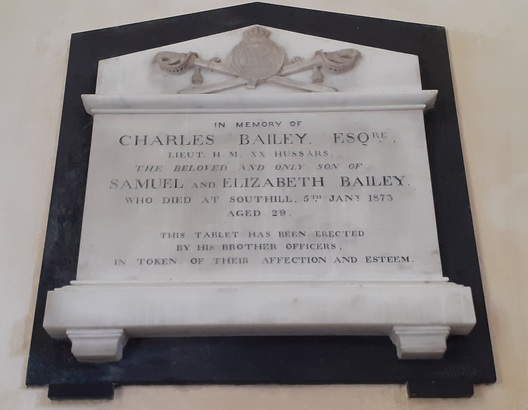 IN MEMORY OF
CHARLES BAILEY, ESQRE.,
LIEUT. H. M. XX HUSSARS,
THE BELOVED AND ONLY SON OF
SAMUEL AND ELIZABETH BAILEY,
WHO DIED AT SOUTHILL, 5TH JANY 1873
AGED 29.
THIS TABLET HAS BEEN ERECTED
BY HIS BROTHER OFFICERS,
IN TOKEN OF THEIR AFFECTION AND ESTEEM.